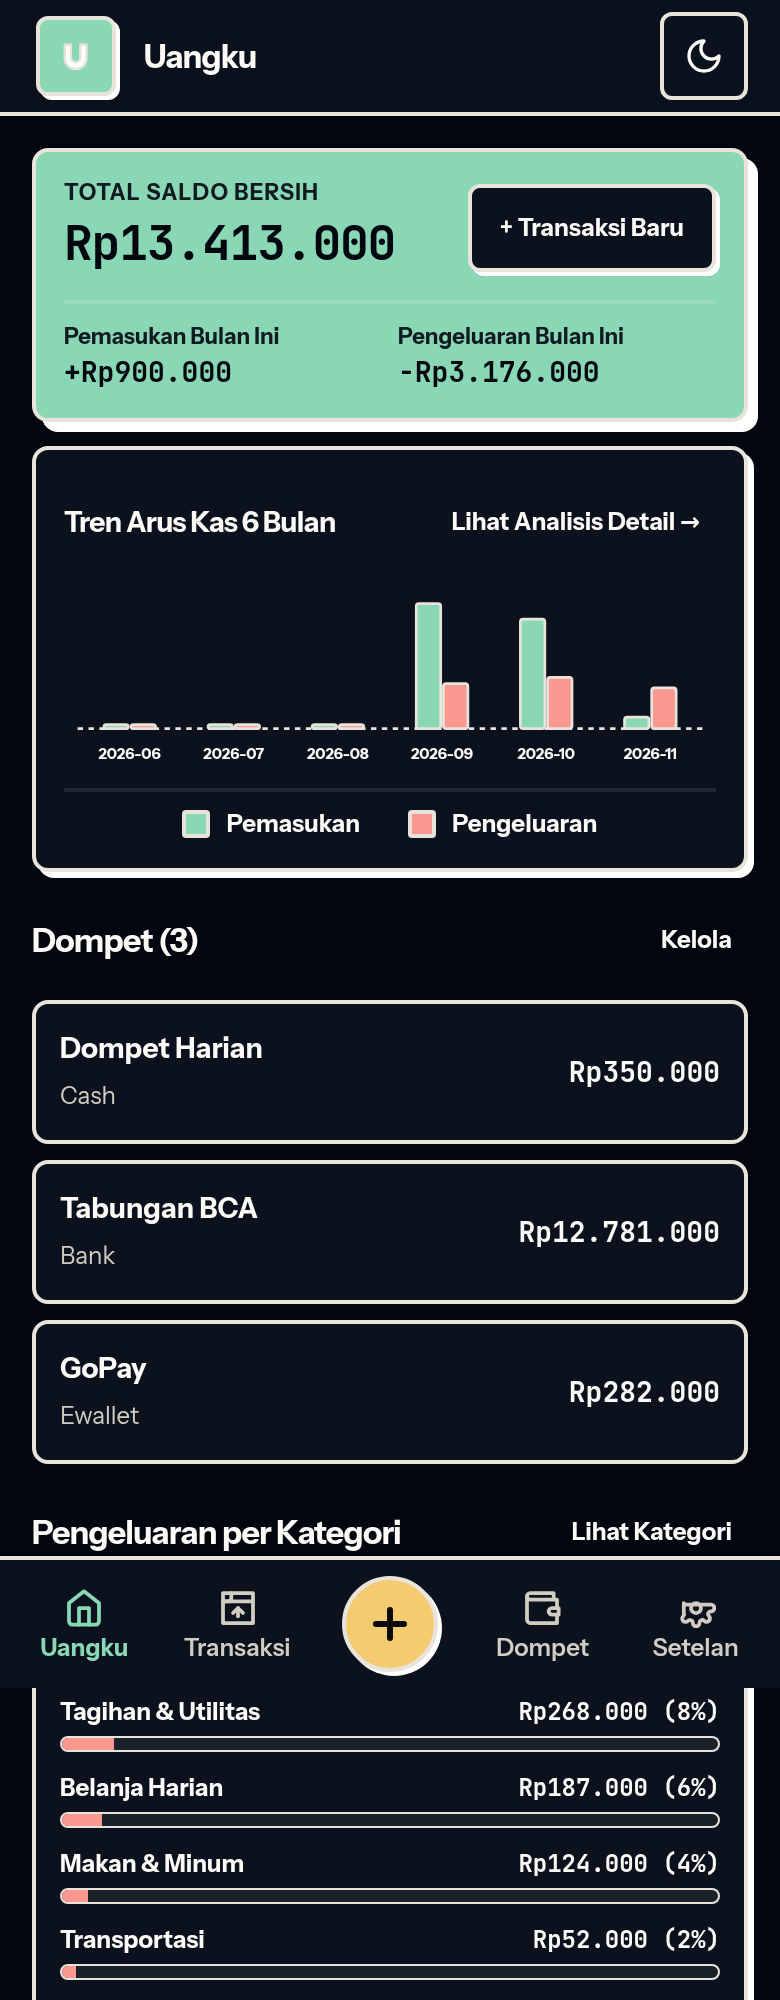 U
Uangku
TOTAL SALDO BERSIH
Rp13.413.000
+ Transaksi Baru
Pemasukan Bulan Ini
+Rp900.000
Pengeluaran Bulan Ini
-Rp3.176.000
Tren Arus Kas 6 Bulan
Lihat Analisis Detail →
2026-06 2026-07 2026-08 2026-09 2026-10 2026-11
Pemasukan Pengeluaran
Dompet (3)
Kelola
Dompet Harian
Cash
Rp350.000
Tabungan BCA
Bank
Rp12.781.000
GoPay
Ewallet
Rp282.000
Pengeluaran per Kategori
Lihat Kategori
Uangku
Transaksi
+
Dompet
Setelan
Tagihan & Utilitas Rp268.000 (8%)
Belanja Harian Rp187.000 (6%)
Makan & Minum Rp124.000 (4%)
Transportasi Rp52.000 (2%)